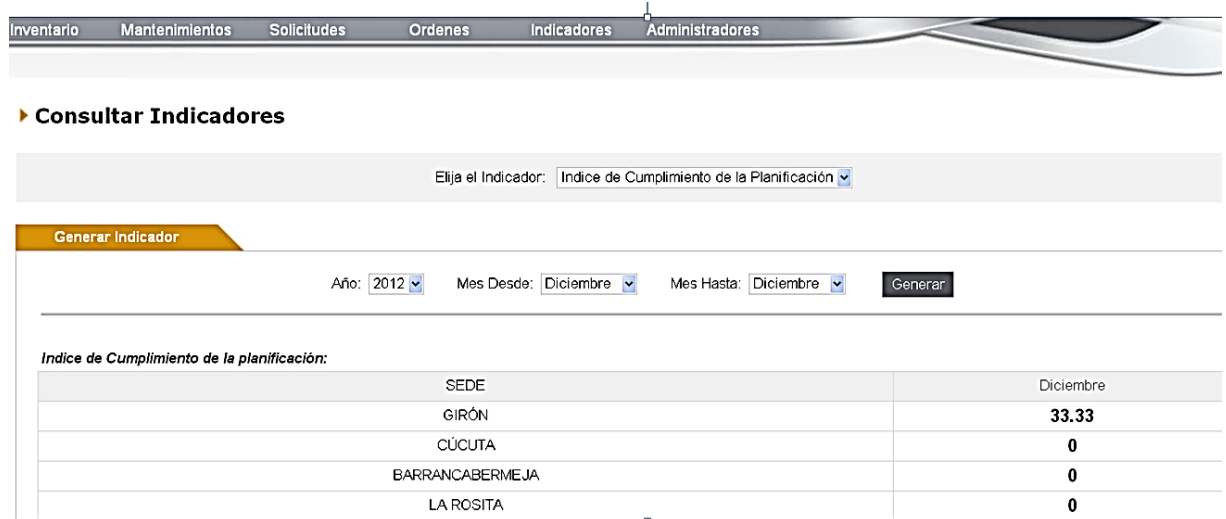 Inventario Mantenimientos Solicitudes Ordenes Indicadores Administradores
Consultar Indicadores
Elija el Indicador: Indice de Cumplimiento de la Planificación
Generar Indicador
Año: 2012 Mes Desde: Diciembre Mes Hasta: Diciembre Generar
Indice de Cumplimiento de la planificación:
SEDE Diciembre
GIRÓN 33.33
CÚCUTA 0
BARRANCABERMEJA 0
LA ROSITA 0